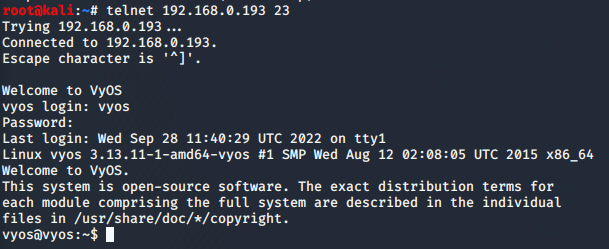 root@kali:~# telnet 192.168.0.193 23
Trying 192.168.0.193...
Connected to 192.168.0.193.
Escape character is '^]'.
Welcome to VyOS
vyos login: vyos
Password:
Last login: Wed Sep 28 11:40:29 UTC 2022 on tty1
Linux vyos 3.13.11-1-amd64-vyos #1 SMP Wed Aug 12 02:08:05 UTC 2015 x86_64
Welcome to VyOS.
This system is open-source software. The exact distribution terms for
each module comprising the full system are described in the individual
files in /usr/share/doc/*/copyright.
vyos@vyos:~$